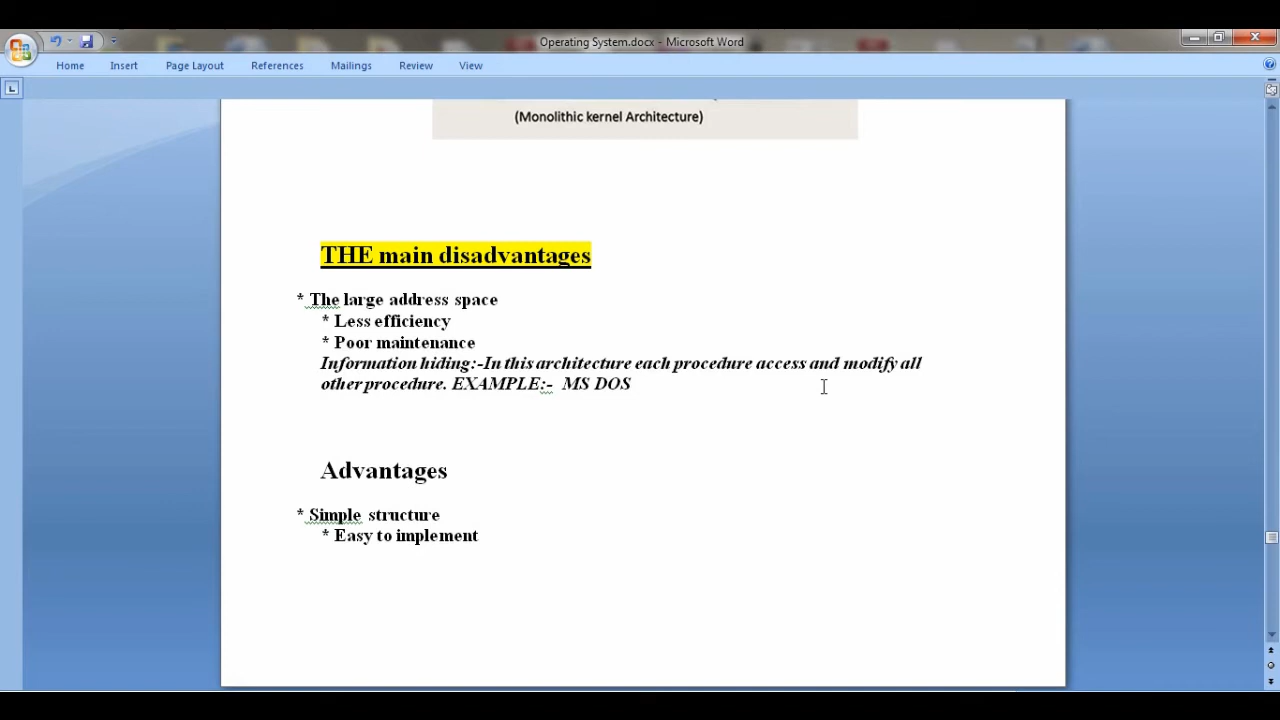 Operating System.docx - Microsoft Word
Home Insert Page Layout References Mailings Review View
(Monolithic kernel Architecture)
THE main disadvantages
* The large address space
* Less efficiency
* Poor maintenance
Information hiding:-In this architecture each procedure access and modify all
other procedure. EXAMPLE:- MS DOS
Advantages
* Simple structure
* Easy to implement